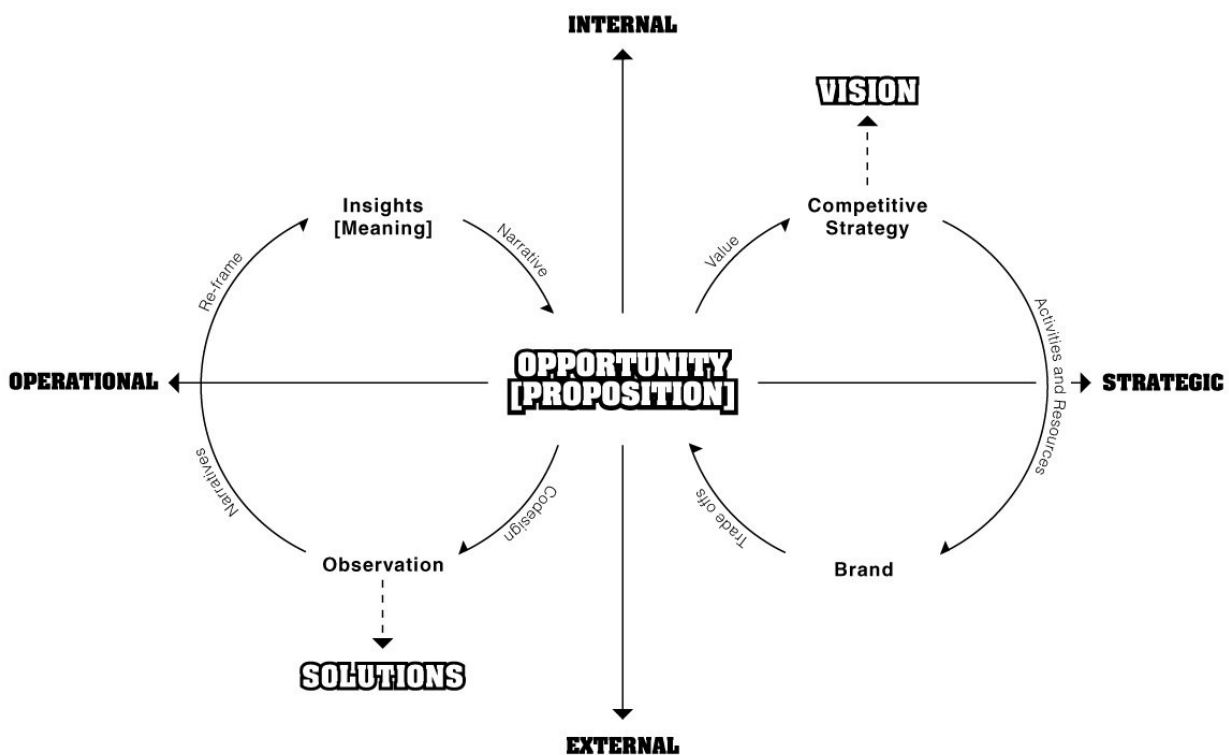 INTERNAL
VISION
Insights
[Meaning]
Competitive
Strategy
Narrative
Value
Re-frame
Activities and Resources
OPERATIONAL
OPPORTUNITY
[PROPOSITION]
STRATEGIC
Narratives
Codesign
Trade offs
Observation
Brand
SOLUTIONS
EXTERNAL